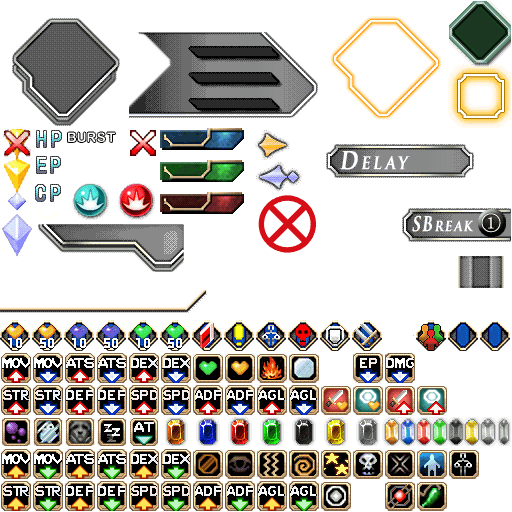 HP BURST
EP
CP
DELAY
SBREAK 1
10 50 10 50 10 50
MOV MOV ATS ATS DEX DEX EP DMG
STR STR DEF DEF SPD SPD ADF ADF AGL AGL
zz AT
MOV MOV ATS ATS DEX DEX
STR STR DEF DEF SPD SPD ADF ADF AGL AGL